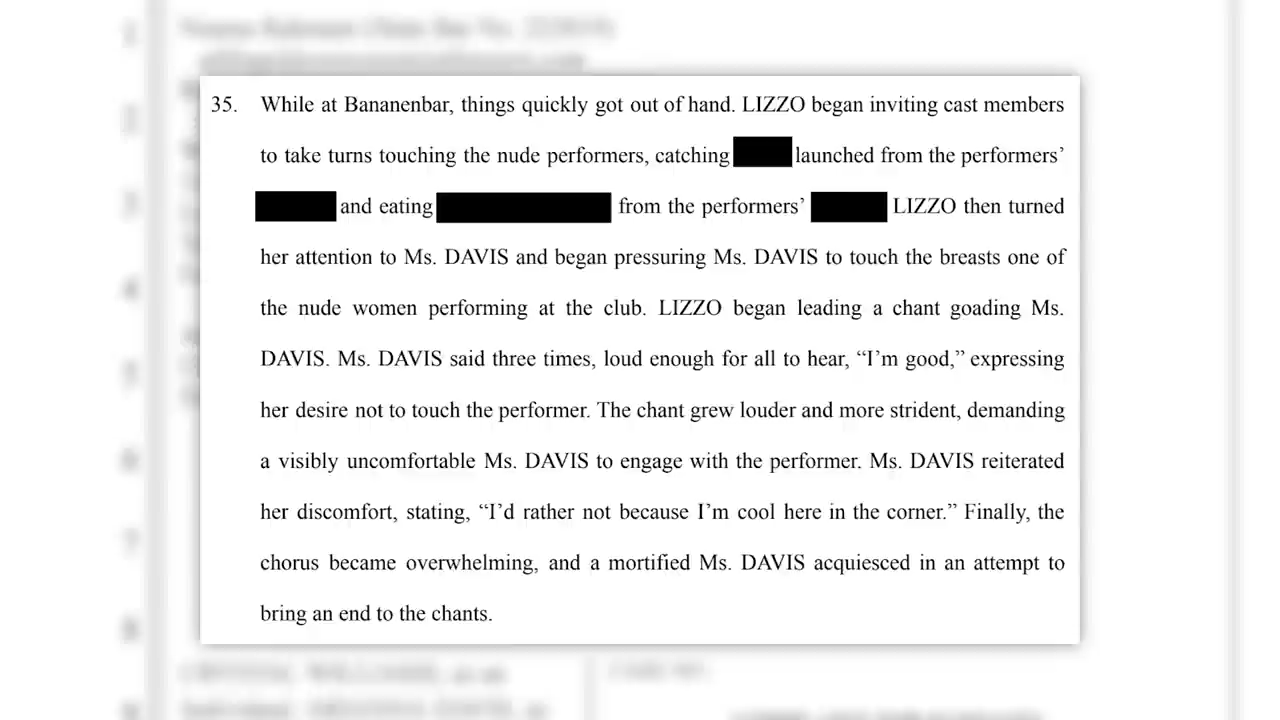 35. While at Bananenbar, things quickly got out of hand. LIZZO began inviting cast members
to take turns touching the nude performers, catching launched from the performers’
and eating from the performers’ LIZZO then turned
her attention to Ms. DAVIS and began pressuring Ms. DAVIS to touch the breasts one of
the nude women performing at the club. LIZZO began leading a chant goading Ms.
DAVIS. Ms. DAVIS said three times, loud enough for all to hear, “I’m good,” expressing
her desire not to touch the performer. The chant grew louder and more strident, demanding
a visibly uncomfortable Ms. DAVIS to engage with the performer. Ms. DAVIS reiterated
her discomfort, stating, “I’d rather not because I’m cool here in the corner.” Finally, the
chorus became overwhelming, and a mortified Ms. DAVIS acquiesced in an attempt to
bring an end to the chants.